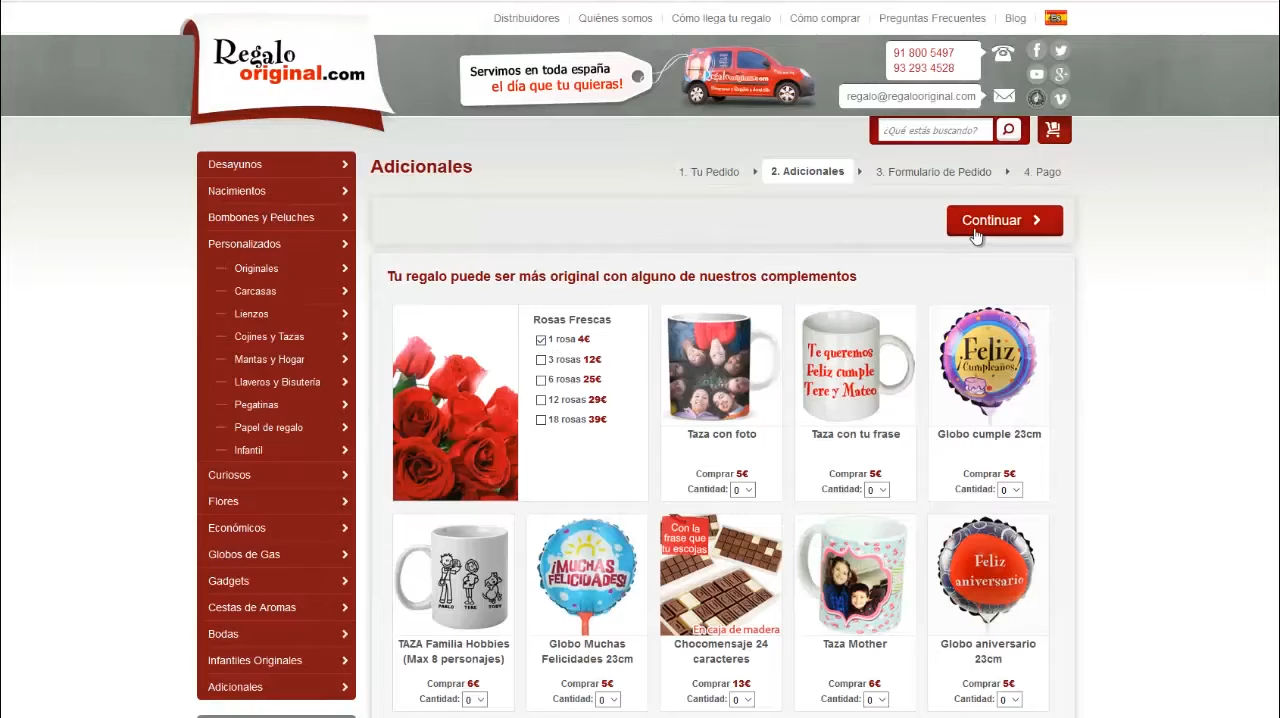 Distribuidores
Quiénes somos
Cómo llega tu regalo
Cómo comprar
Preguntas Frecuentes
Blog
Regalo
original.com
Servimos en toda españa
el día que tu quieras!
91 800 5497
93 293 4528
regalo@regalooriginal.com
¿Qué estás buscando?
Desayunos
Nacimientos
Bombones y Peluches
Personalizados
Originales
Carcasas
Lienzos
Cojines y Tazas
Mantas y Hogar
Llaveros y Bisutería
Pegatinas
Papel de regalo
Infantil
Curiosos
Flores
Económicos
Globos de Gas
Gadgets
Cestas de Aromas
Bodas
Infantiles Originales
Adicionales
Adicionales
1. Tu Pedido
2. Adicionales
3. Formulario de Pedido
4. Pago
Continuar
Tu regalo puede ser más original con alguno de nuestros complementos
Rosas Frescas
1 rosa 4€
3 rosas 12€
6 rosas 25€
12 rosas 29€
18 rosas 39€
Taza con foto
Comprar 5€
Cantidad: 0
Te queremos
Feliz cumple
Tere y Mateo
Taza con tu frase
Comprar 5€
Cantidad: 0
Feliz
Cumpleaños!
Globo cumple 23cm
Comprar 5€
Cantidad: 0
PABLO TERE TOBY
TAZA Familia Hobbies
(Max 8 personajes)
Comprar 6€
Cantidad: 0
¡MUCHAS
FELICIDADES!
Globo Muchas
Felicidades 23cm
Comprar 5€
Cantidad: 0
Con la
frase que
tu escojas
En caja de madera
Chocomensaje 24
caracteres
Comprar 13€
Cantidad: 0
Taza Mother
Comprar 6€
Cantidad: 0
Feliz
aniversario
Globo aniversario
23cm
Comprar 5€
Cantidad: 0